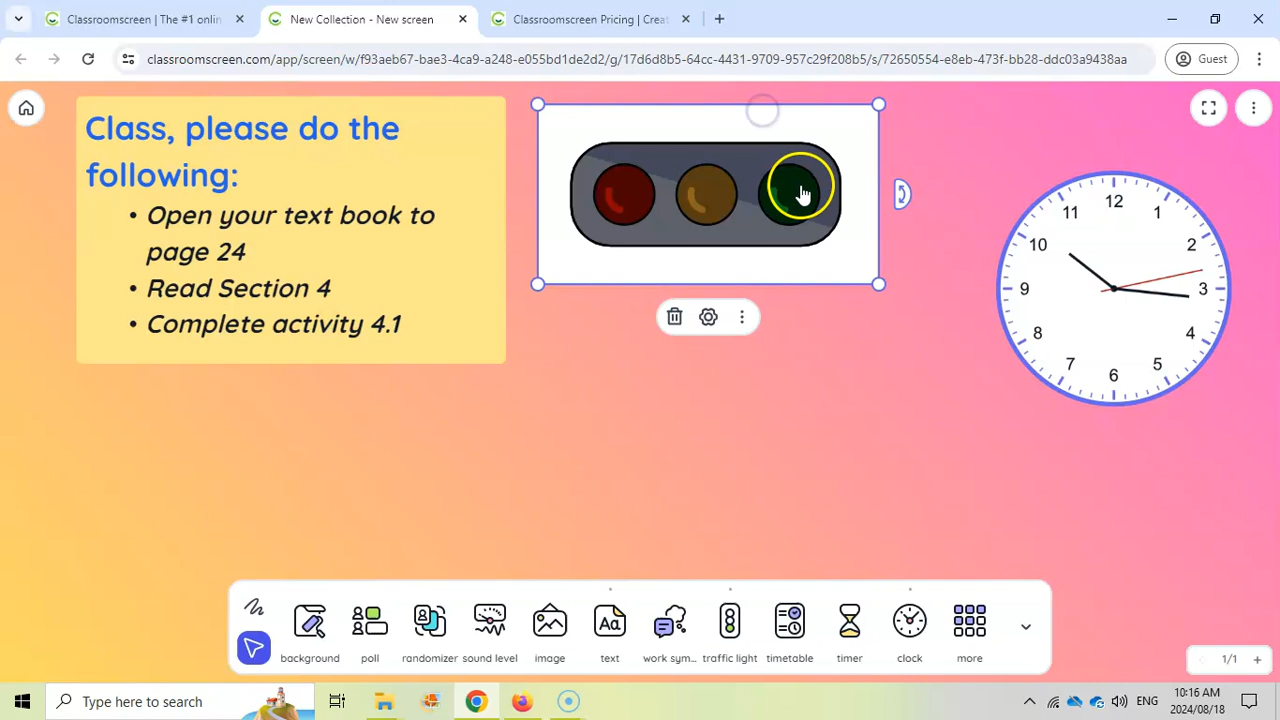 Classroomscreen | The #1 onlin
New Collection - New screen
Classroomscreen Pricing | Creat
classroomscreen.com/app/screen/w/f93aeb67-bae3-4ca9-a248-e055bd1de2d2/g/17d6d8b5-64cc-4431-9709-957c29f208b5/s/72650554-e8eb-473f-bb28-ddc03a9438aa
Guest
Class, please do the
following:
• Open your text book to
page 24
• Read Section 4
• Complete activity 4.1
12
1
2
3
4
5
6
7
8
9
10
11
background
poll
randomizer
sound level
image
Aa
text
work sym...
traffic light
timetable
timer
clock
more
1/1
Type here to search
ENG
10:16 AM
2024/08/18